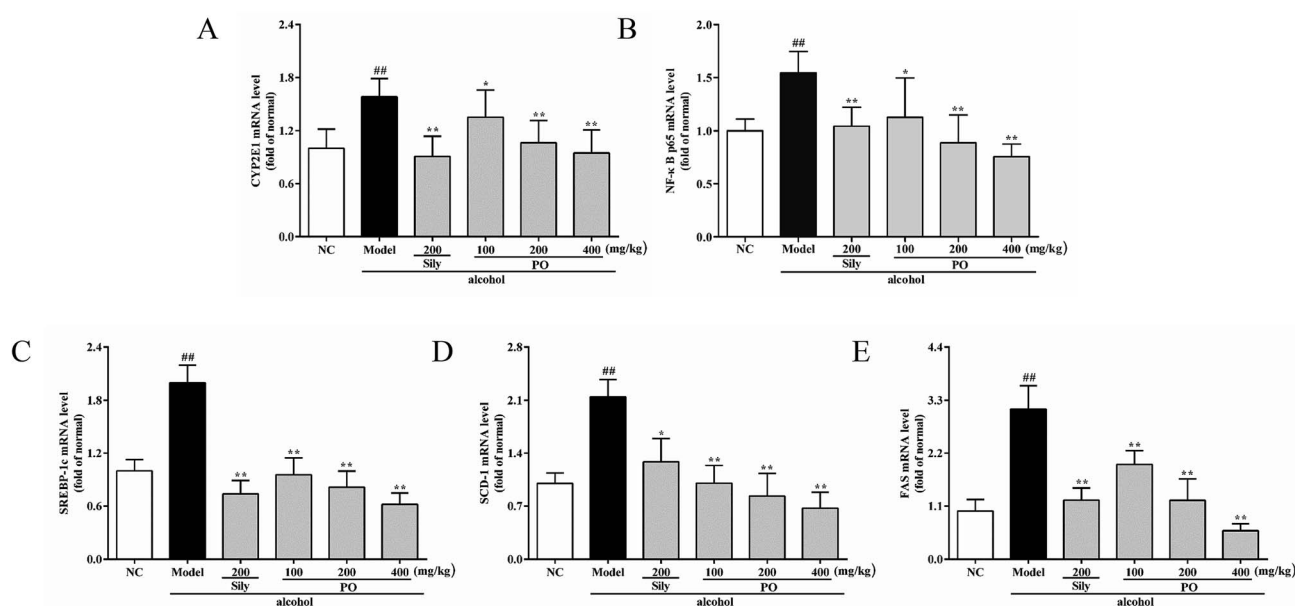 A
CYP2E1 mRNA level
(fold of normal)
2.4
1.8
1.2
0.6
0.0
##
**
*
**
**
NC Model 200 100 200 400 (mg/kg)
Sily PO
alcohol
B
NF-κ B p65 mRNA level
(fold of normal)
2.0
1.5
1.0
0.5
0.0
##
**
*
**
**
NC Model 200 100 200 400 (mg/kg)
Sily PO
alcohol
C
SREBP-1c mRNA level
(fold of normal)
2.4
1.8
1.2
0.6
0.0
##
**
**
**
**
NC Model 200 100 200 400 (mg/kg)
Sily PO
alcohol
D
SCD-1 mRNA level
(fold of normal)
2.8
2.1
1.4
0.7
0.0
##
*
**
**
**
NC Model 200 100 200 400 (mg/kg)
Sily PO
alcohol
E
FAS mRNA level
(fold of normal)
4.4
3.3
2.2
1.1
0.0
##
**
**
**
**
NC Model 200 100 200 400 (mg/kg)
Sily PO
alcohol